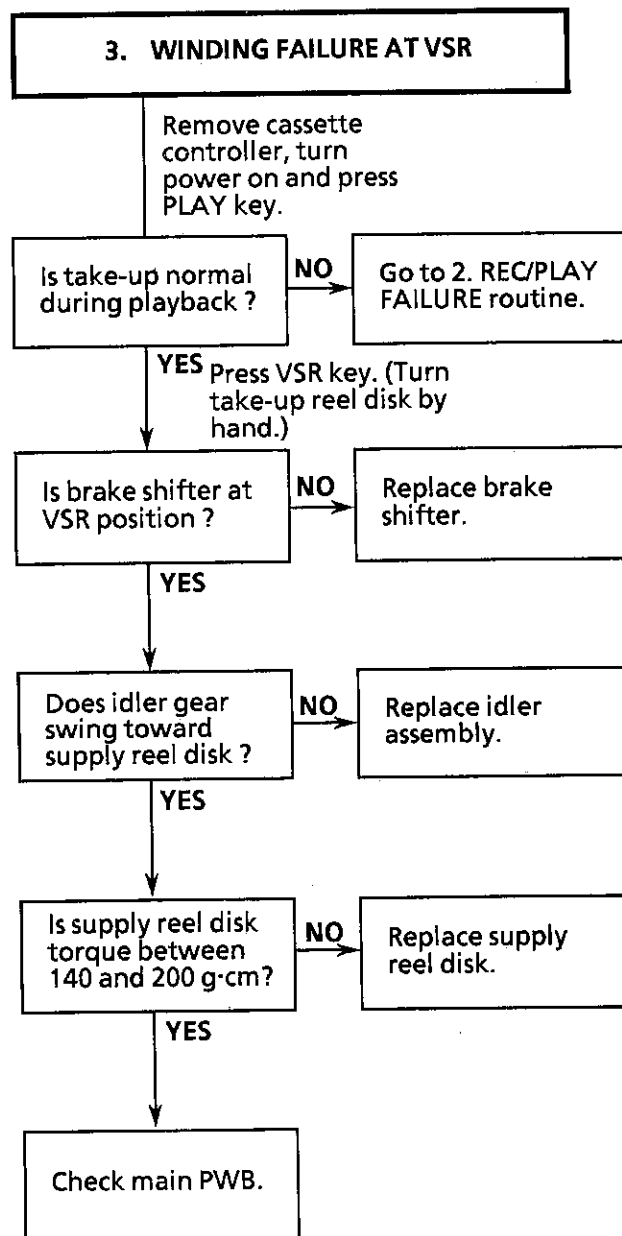 3. WINDING FAILURE AT VSR
Remove cassette
controller, turn
power on and press
PLAY key.
Is take-up normal
during playback ?
NO
Go to 2. REC/PLAY
FAILURE routine.
YES
Press VSR key. (Turn
take-up reel disk by
hand.)
Is brake shifter at
VSR position ?
NO
Replace brake
shifter.
YES
Does idler gear
swing toward
supply reel disk ?
NO
Replace idler
assembly.
YES
Is supply reel disk
torque between
140 and 200 g·cm?
NO
Replace supply
reel disk.
YES
Check main PWB.